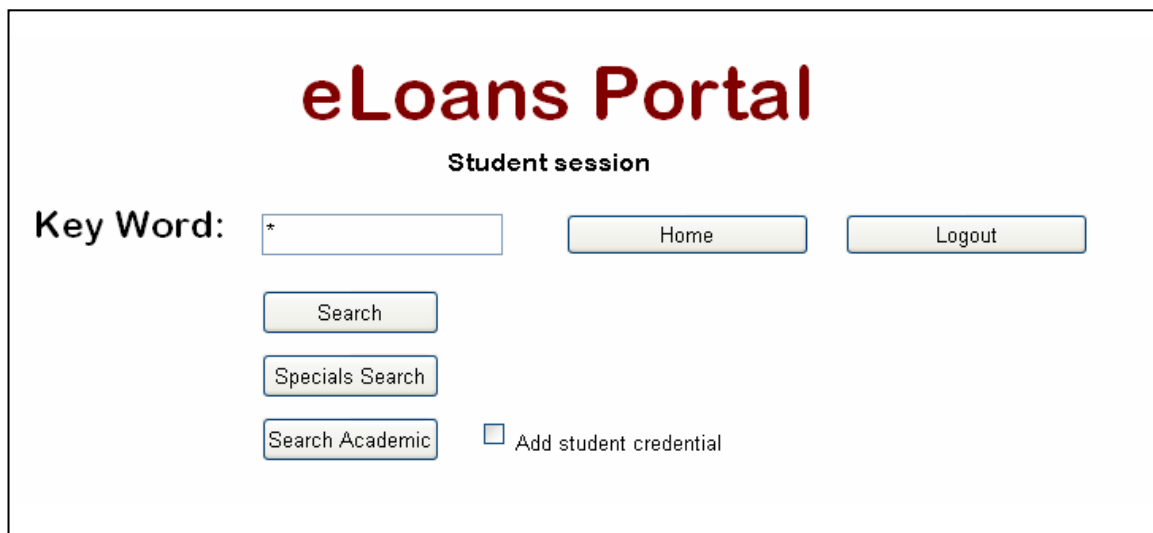 eLoans Portal
Student session
Key Word: * Home Logout
Search
Specials Search
Search Academic Add student credential